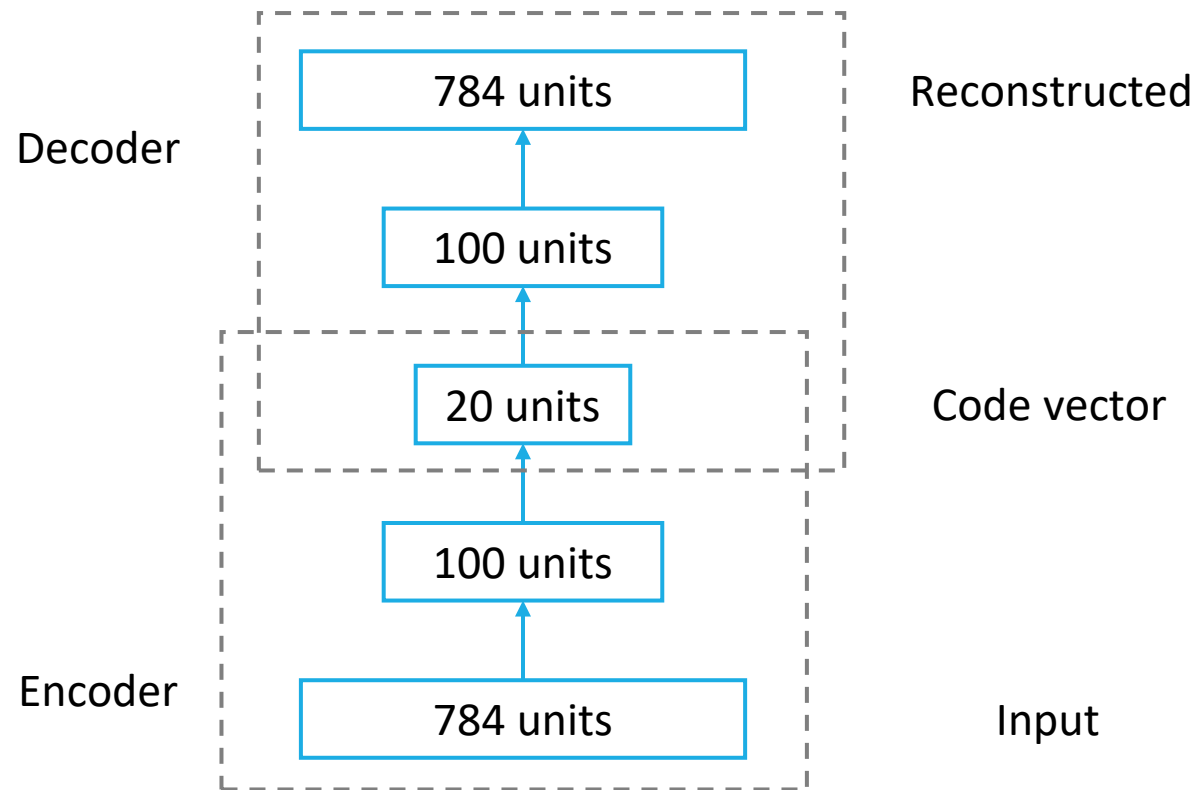 784 units
Reconstructed
Decoder
100 units
20 units
Code vector
100 units
Encoder
784 units
Input